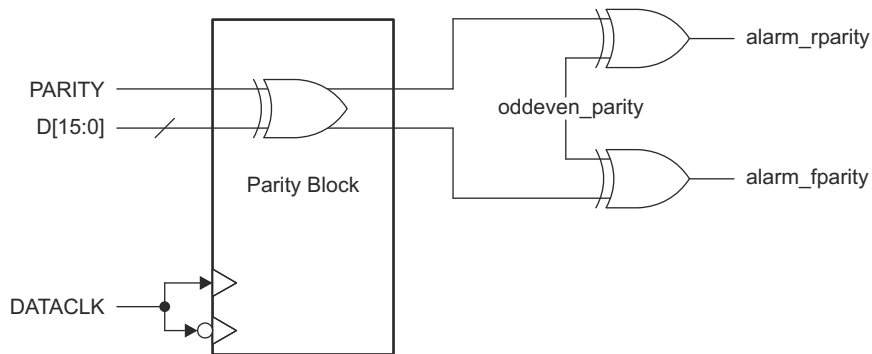 alarm_rparity
PARITY
oddeven_parity
D[15:0]
Parity Block
alarm_fparity
DATACLK